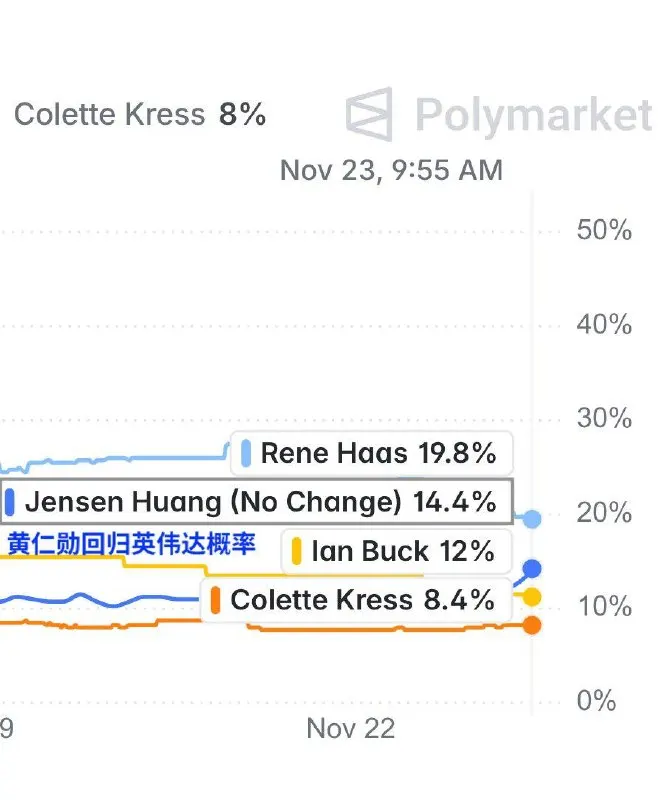 Colette Kress 8%
Polymarket
Nov 23, 9:55 AM
50%
40%
30%
Rene Haas 19.8%
Jensen Huang (No Change) 14.4%
20%
黄仁勋回归英伟达概率
Ian Buck 12%
Colette Kress 8.4%
10%
0%
9
Nov 22